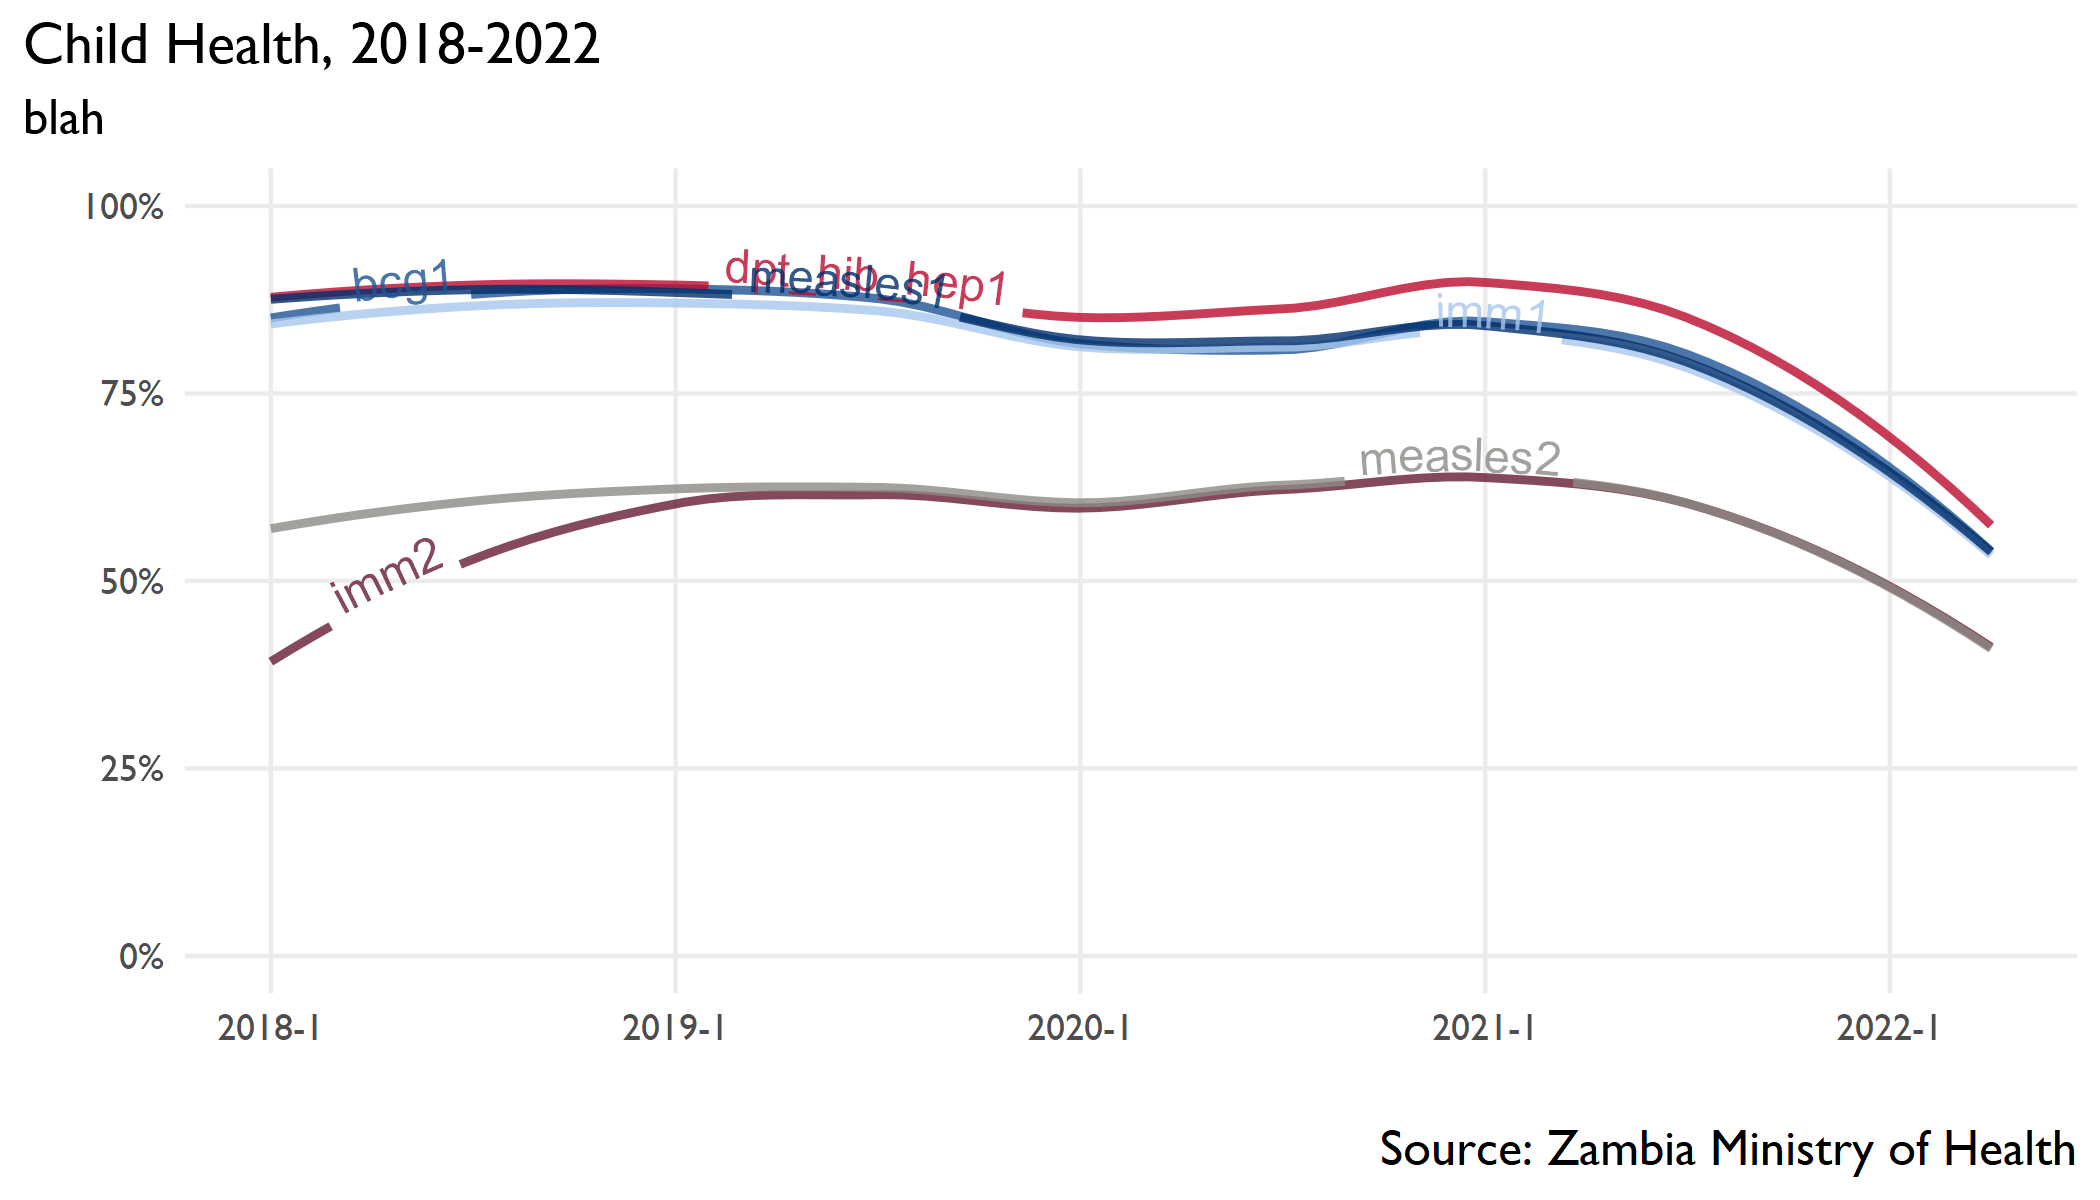 Child Health, 2018-2022
blah
100%
75%
50%
25%
0%
bcg1
dpt_hib_hep1
measles1
imm1
measles2
imm2
2018-1 2019-1 2020-1 2021-1 2022-1
Source: Zambia Ministry of Health